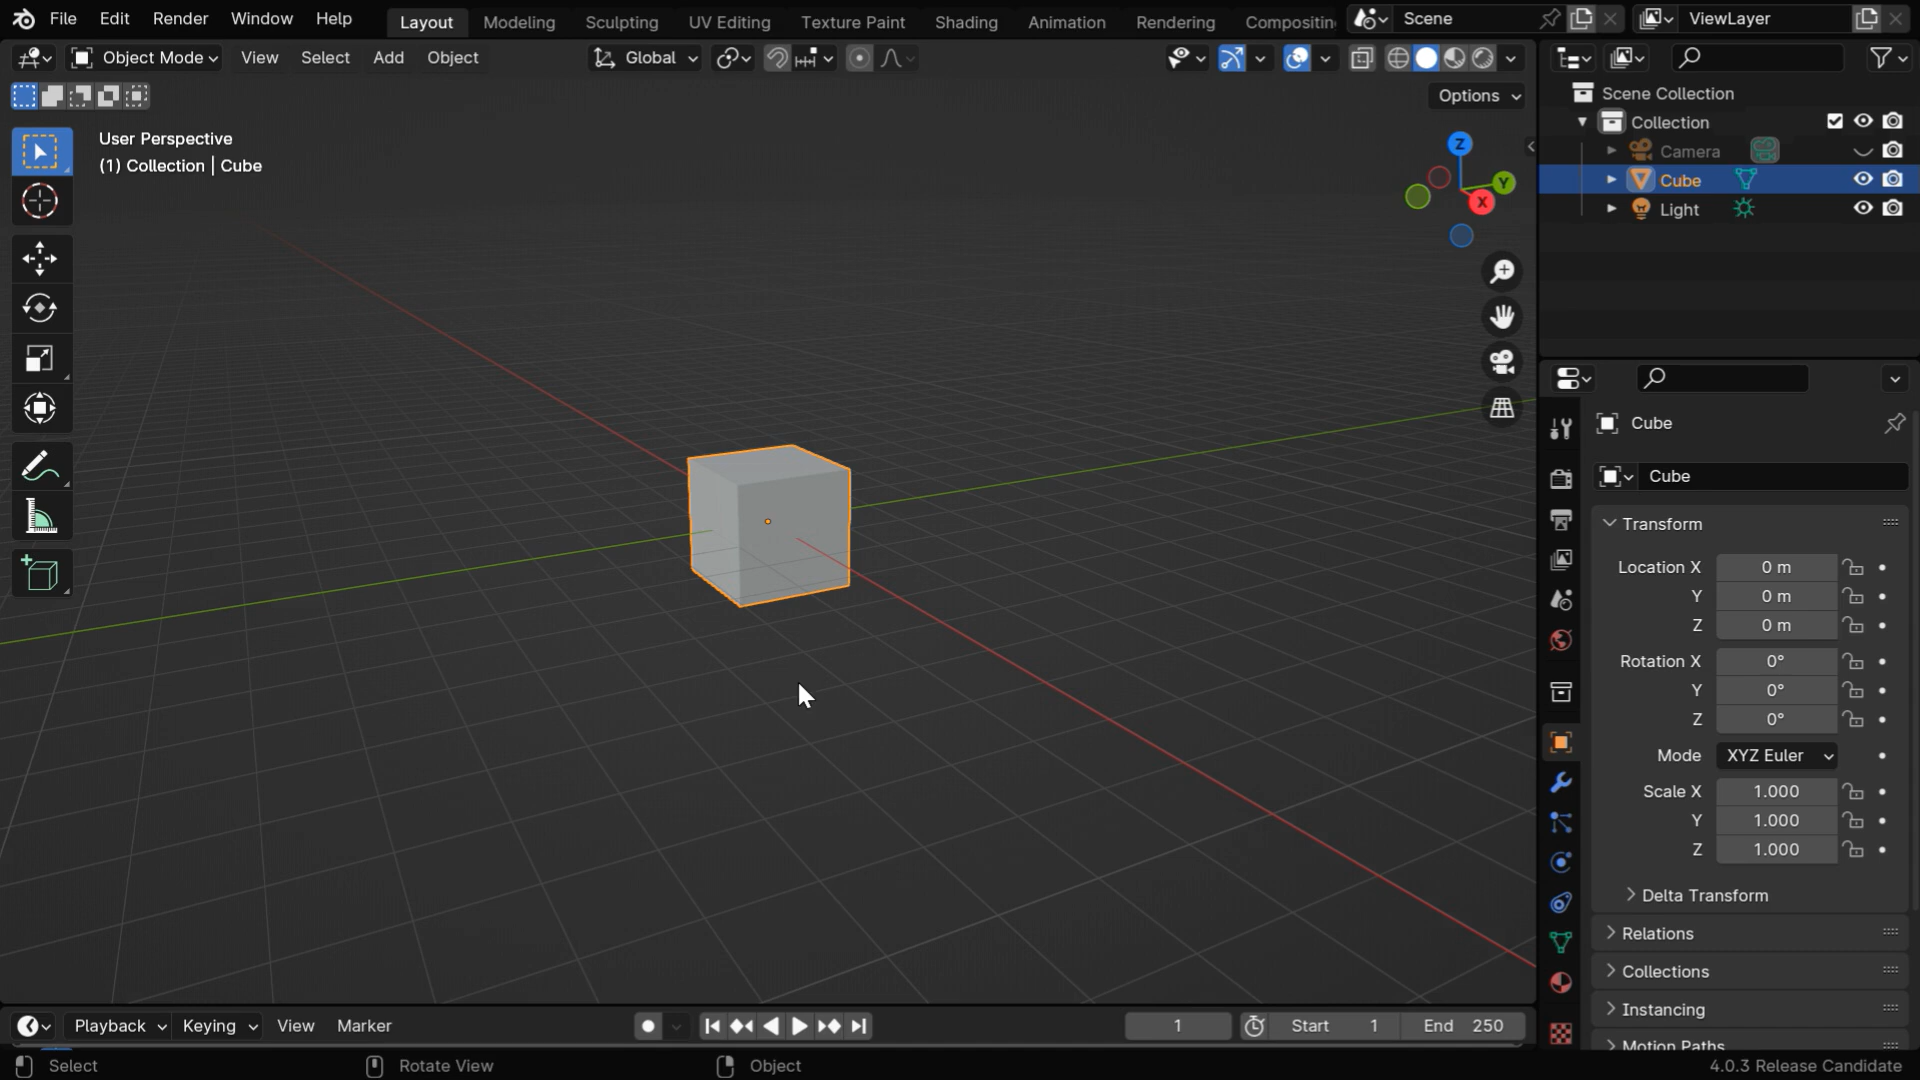 File Edit Render Window Help Layout Modeling Sculpting UV Editing Texture Paint Shading Animation Rendering Compositin Scene ViewLayer
Object Mode View Select Add Object Global
Options
User Perspective
(1) Collection | Cube
Z
Y
X
Scene Collection
Collection
Camera
Cube
Light
Cube
Cube
Transform
Location X 0 m
Y 0 m
Z 0 m
Rotation X 0°
Y 0°
Z 0°
Mode XYZ Euler
Scale X 1.000
Y 1.000
Z 1.000
Delta Transform
Relations
Collections
Instancing
Motion Paths
Playback Keying View Marker 1 Start 1 End 250
Select Rotate View Object 4.0.3 Release Candidate